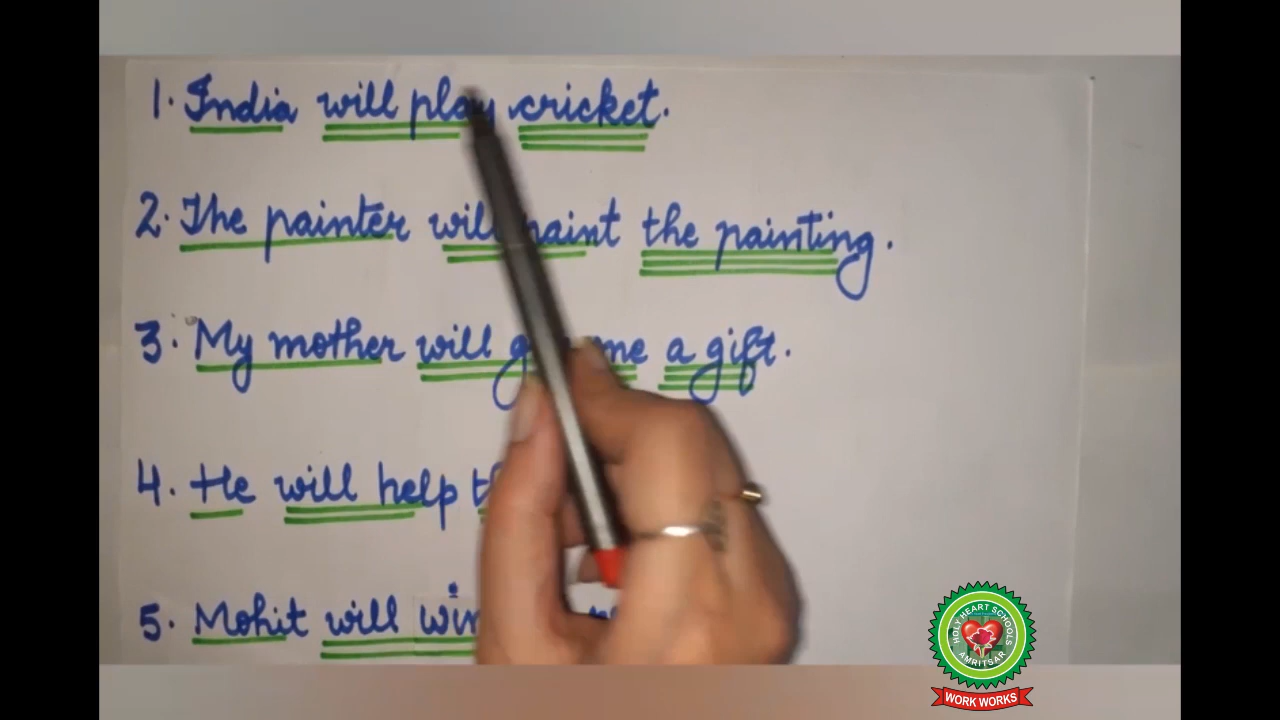 1. India will play cricket.
2. The painter will paint the painting.
3. My mother will me a gift.
4. He will help
5. Mohit will
HOLY HEART SCHOOLS
AMRITSAR
WORK WORKS